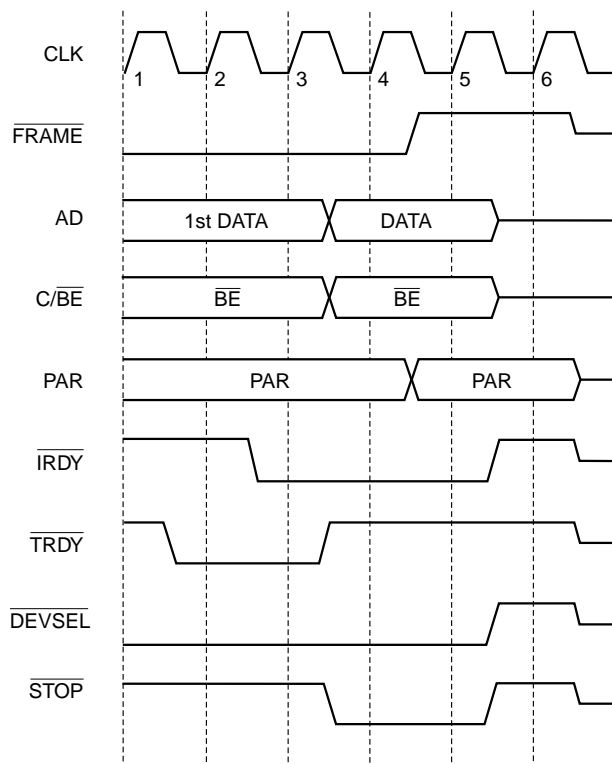 CLK
1 2 3 4 5 6
FRAME
AD 1st DATA DATA
C/BE BE BE
PAR PAR PAR
IRDY
TRDY
DEVSEL
STOP